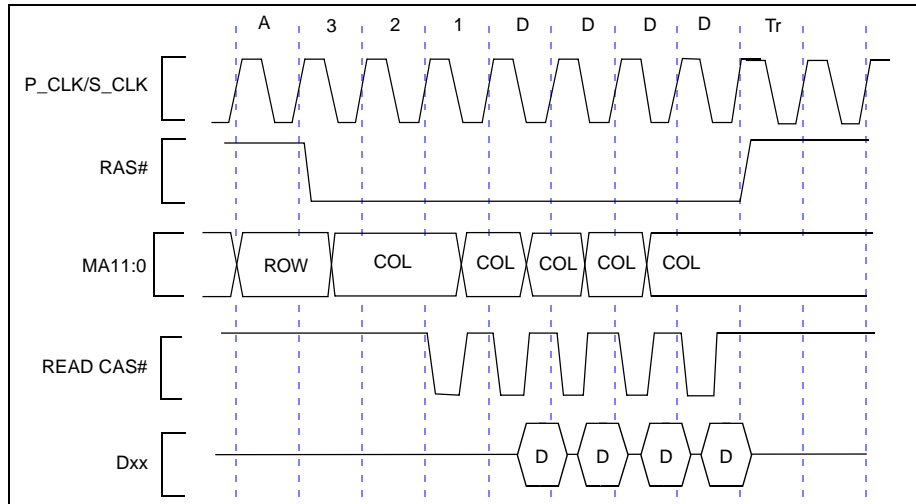 A 3 2 1 D D D D Tr
P_CLK/S_CLK
RAS#
MA11:0 ROW COL COL COL COL COL
READ CAS#
Dxx D D D D